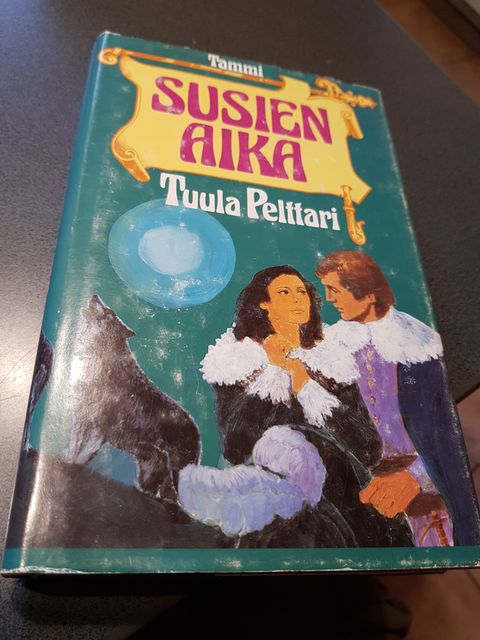 Tammi
SUSIEN
AIKA
Tuula Pelttari